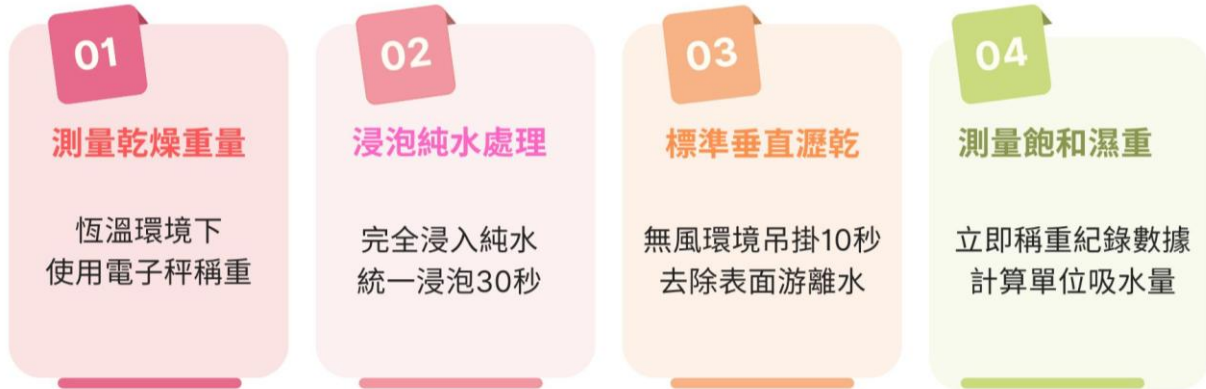 01
測量乾燥重量
恆溫環境下
使用電子秤稱重
02
浸泡純水處理
完全浸入純水
統一浸泡30秒
03
標準垂直瀝乾
無風環境吊掛10秒
去除表面游離水
04
測量飽和濕重
立即稱重紀錄數據
計算單位吸水量